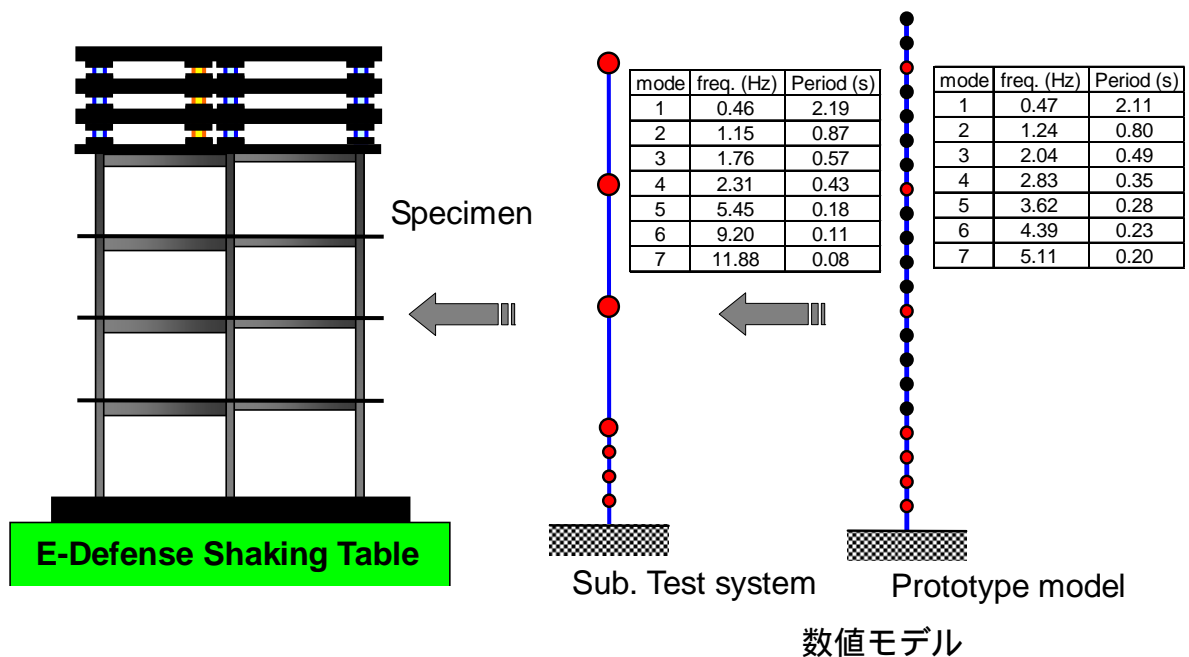 mode freq. (Hz) Period (s)
1 0.46 2.19
2 1.15 0.87
3 1.76 0.57
4 2.31 0.43
5 5.45 0.18
6 9.20 0.11
7 11.88 0.08
mode freq. (Hz) Period (s)
1 0.47 2.11
2 1.24 0.80
3 2.04 0.49
4 2.83 0.35
5 3.62 0.28
6 4.39 0.23
7 5.11 0.20
Specimen
E-Defense Shaking Table
Sub. Test system
Prototype model
数値モデル